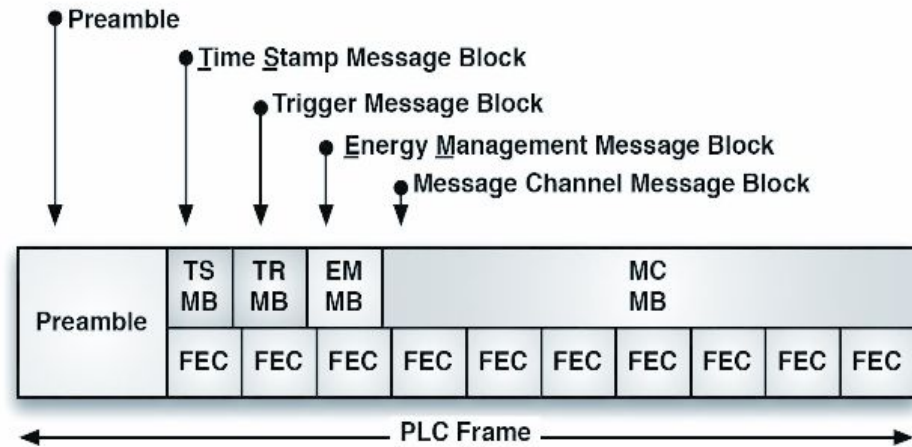 Preamble
Time Stamp Message Block
Trigger Message Block
Energy Management Message Block
Message Channel Message Block
Preamble
TS MB
TR MB
EM MB
MC MB
FEC FEC FEC FEC FEC FEC FEC FEC FEC FEC
PLC Frame